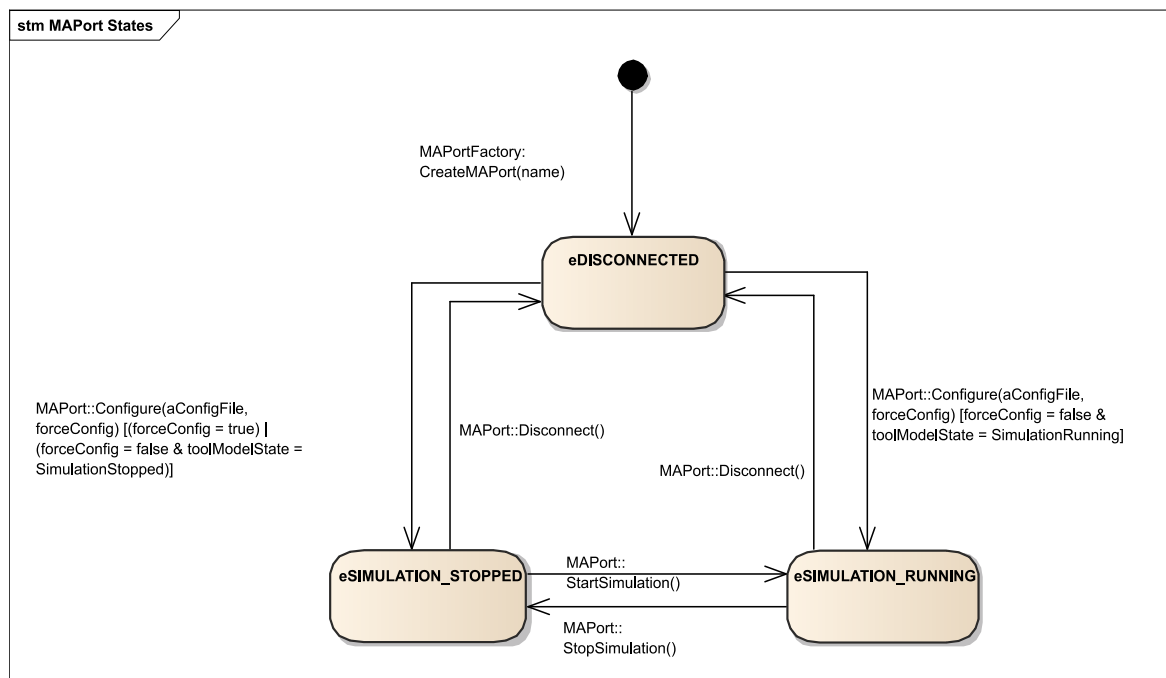 stm MAPort States
MAPortFactory:
CreateMAPort(name)
eDISCONNECTED
MAPort::Configure(aConfigFile,
forceConfig) [(forceConfig = true) |
(forceConfig = false & toolModelState =
SimulationStopped)]
MAPort::Disconnect()
MAPort::Disconnect()
MAPort::Configure(aConfigFile,
forceConfig) [forceConfig = false &
toolModelState = SimulationRunning]
eSIMULATION_STOPPED
MAPort::
StartSimulation()
eSIMULATION_RUNNING
MAPort::
StopSimulation()